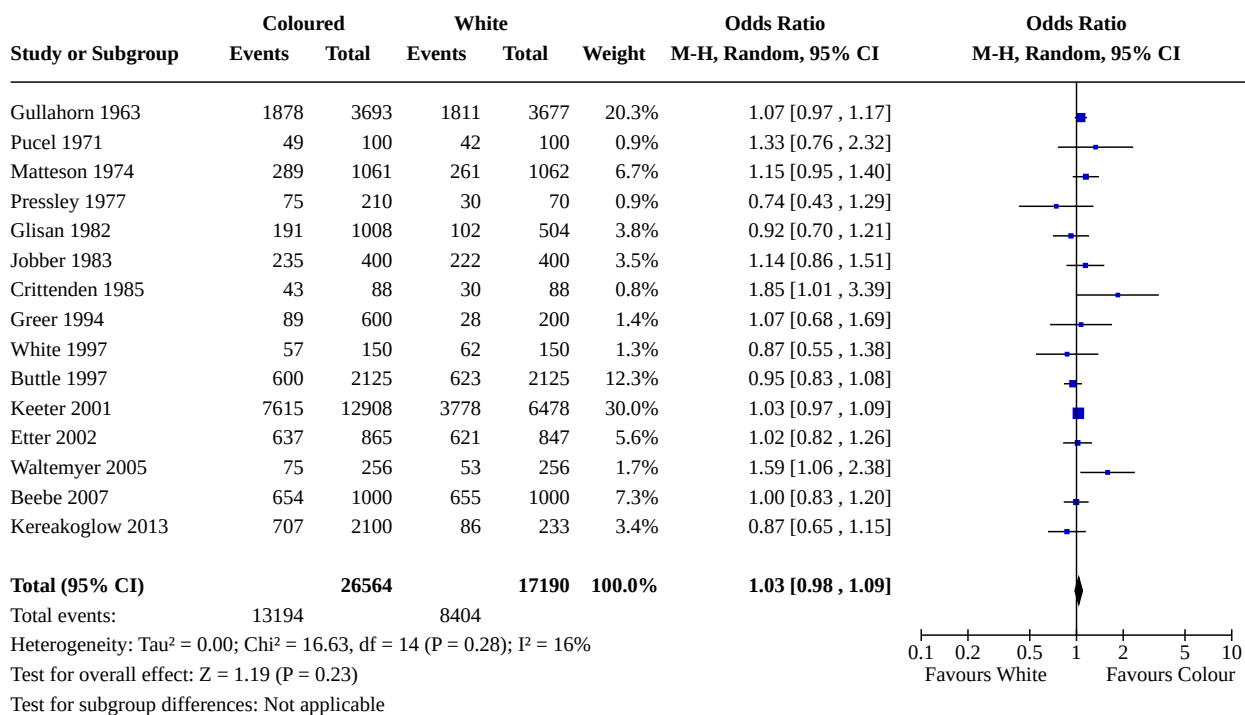 Coloured White Odds Ratio Odds Ratio
Study or Subgroup Events Total Events Total Weight M-H, Random, 95% CI M-H, Random, 95% CI
Gullahorn 1963 1878 3693 1811 3677 20.3% 1.07 [0.97 , 1.17]
Pucel 1971 49 100 42 100 0.9% 1.33 [0.76 , 2.32]
Matteson 1974 289 1061 261 1062 6.7% 1.15 [0.95 , 1.40]
Pressley 1977 75 210 30 70 0.9% 0.74 [0.43 , 1.29]
Glisan 1982 191 1008 102 504 3.8% 0.92 [0.70 , 1.21]
Jobber 1983 235 400 222 400 3.5% 1.14 [0.86 , 1.51]
Crittenden 1985 43 88 30 88 0.8% 1.85 [1.01 , 3.39]
Greer 1994 89 600 28 200 1.4% 1.07 [0.68 , 1.69]
White 1997 57 150 62 150 1.3% 0.87 [0.55 , 1.38]
Buttle 1997 600 2125 623 2125 12.3% 0.95 [0.83 , 1.08]
Keeter 2001 7615 12908 3778 6478 30.0% 1.03 [0.97 , 1.09]
Etter 2002 637 865 621 847 5.6% 1.02 [0.82 , 1.26]
Waltemyer 2005 75 256 53 256 1.7% 1.59 [1.06 , 2.38]
Beebe 2007 654 1000 655 1000 7.3% 1.00 [0.83 , 1.20]
Kereakoglow 2013 707 2100 86 233 3.4% 0.87 [0.65 , 1.15]
Total (95% CI) 26564 17190 100.0% 1.03 [0.98 , 1.09]
Total events: 13194 8404
Heterogeneity: Tau² = 0.00; Chi² = 16.63, df = 14 (P = 0.28); I² = 16%
0.1 0.2 0.5 1 2 5 10
Test for overall effect: Z = 1.19 (P = 0.23) Favours White Favours Colour
Test for subgroup differences: Not applicable